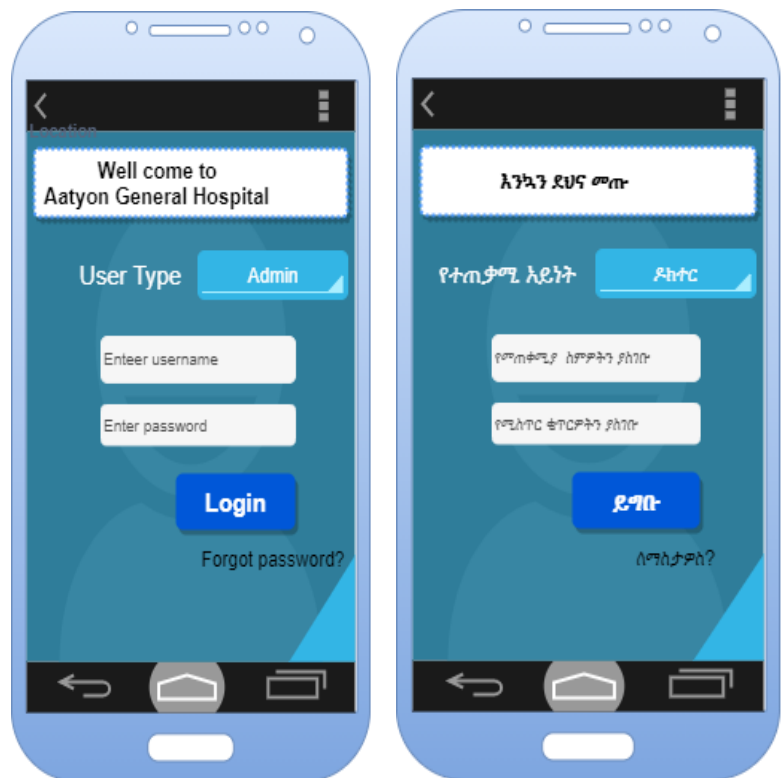 Location
Well come to
Aatyon General Hospital
User Type
Admin
Enteer username
Enter password
Login
Forgot password?
እንኳን ደህና መጡ
የተጠቃሚ አይነት
ዶክተር
የመጠቀሚያ ስምዎትን ያስገቡ
የሚስጥር ቁጥርዎትን ያስገቡ
ይግቡ
ለማስታዎስ?